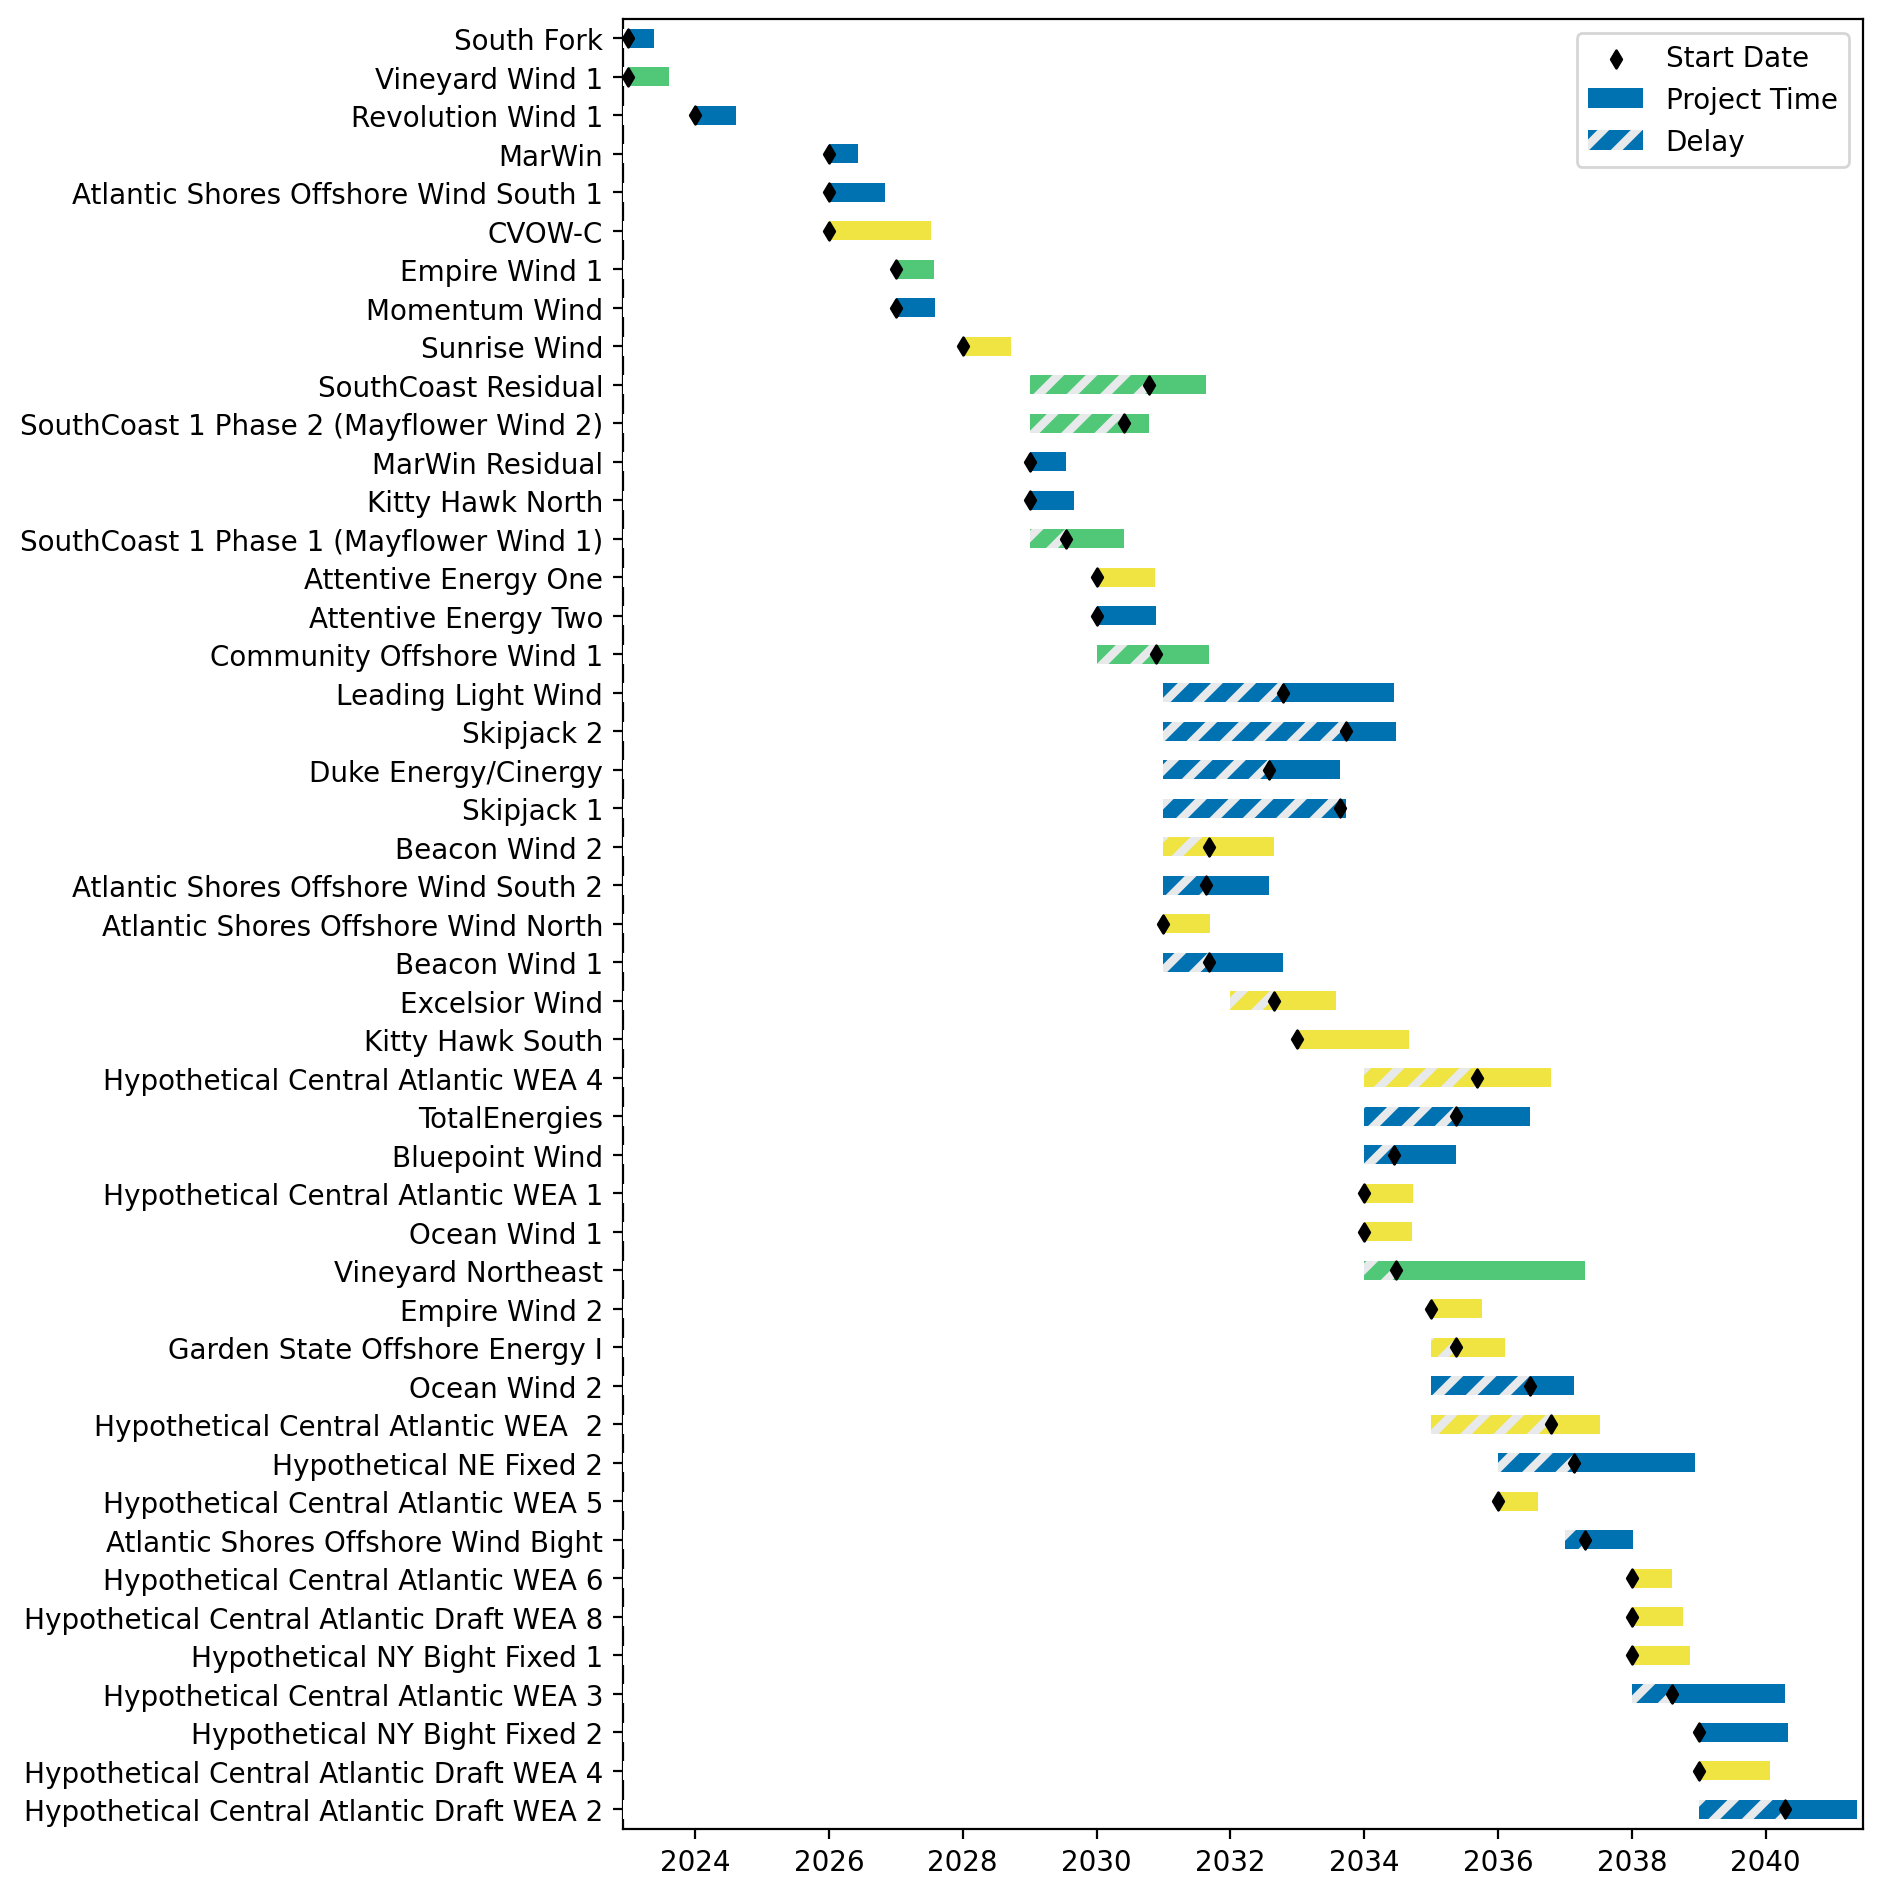 South Fork
Vineyard Wind 1
Revolution Wind 1
MarWin
Atlantic Shores Offshore Wind South 1
CVOW-C
Empire Wind 1
Momentum Wind
Sunrise Wind
SouthCoast Residual
SouthCoast 1 Phase 2 (Mayflower Wind 2)
MarWin Residual
Kitty Hawk North
SouthCoast 1 Phase 1 (Mayflower Wind 1)
Attentive Energy One
Attentive Energy Two
Community Offshore Wind 1
Leading Light Wind
Skipjack 2
Duke Energy/Cinergy
Skipjack 1
Beacon Wind 2
Atlantic Shores Offshore Wind South 2
Atlantic Shores Offshore Wind North
Beacon Wind 1
Excelsior Wind
Kitty Hawk South
Hypothetical Central Atlantic WEA 4
TotalEnergies
Bluepoint Wind
Hypothetical Central Atlantic WEA 1
Ocean Wind 1
Vineyard Northeast
Empire Wind 2
Garden State Offshore Energy I
Ocean Wind 2
Hypothetical Central Atlantic WEA  2
Hypothetical NE Fixed 2
Hypothetical Central Atlantic WEA 5
Atlantic Shores Offshore Wind Bight
Hypothetical Central Atlantic WEA 6
Hypothetical Central Atlantic Draft WEA 8
Hypothetical NY Bight Fixed 1
Hypothetical Central Atlantic WEA 3
Hypothetical NY Bight Fixed 2
Hypothetical Central Atlantic Draft WEA 4
Hypothetical Central Atlantic Draft WEA 2
Start Date
Project Time
Delay
2024 2026 2028 2030 2032 2034 2036 2038 2040